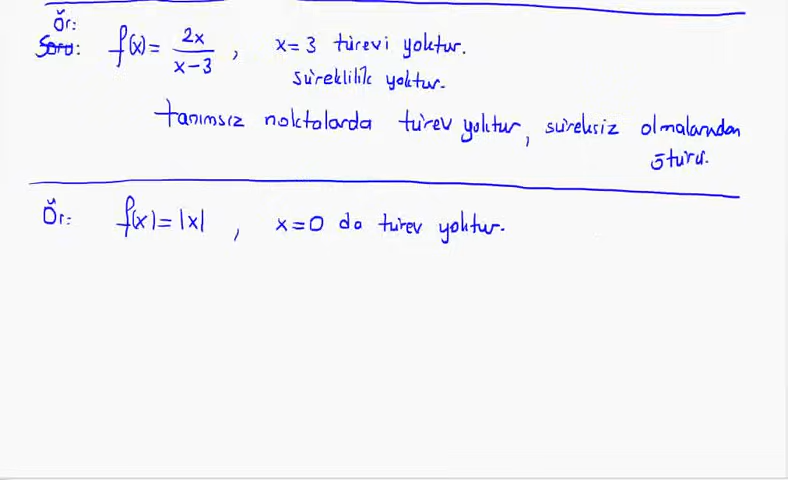 Ör:
Soru: f(x) = 2x / x-3 , x=3 türevi yoktur.
süreklilik yoktur.
tanımsız noktalarda türev yoktur, süreksiz olmalarından
ötürü.
Ör: f(x) = |x| , x=0 da türev yoktur.